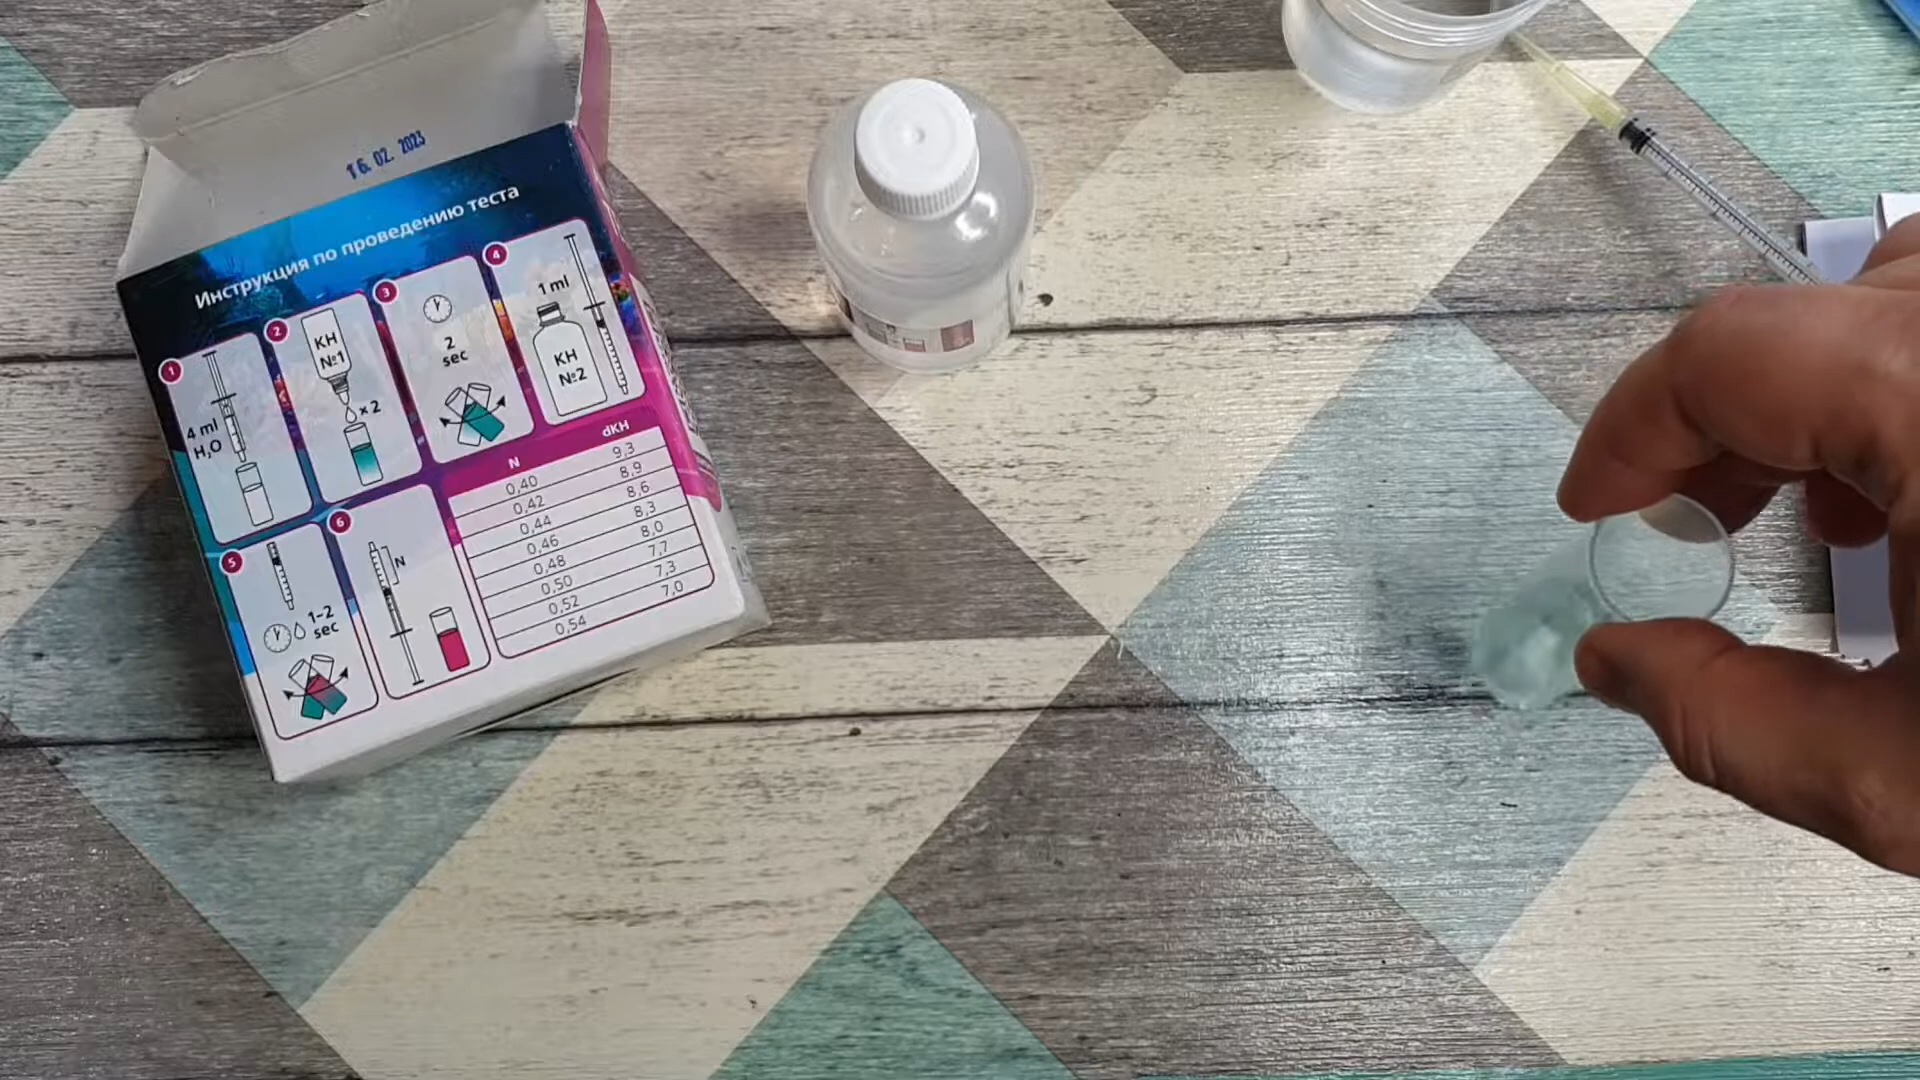 16. 02. 2023
Инструкция по проведению теста
1
4 ml
H₂O
2
KH
№1
x 2
3
2
sec
4
1 ml
KH
№2
5
1–2
sec
6
N
N dKH
0,40 9,3
0,42 8,9
0,44 8,6
0,46 8,3
0,48 8,0
0,50 7,7
0,52 7,3
0,54 7,0